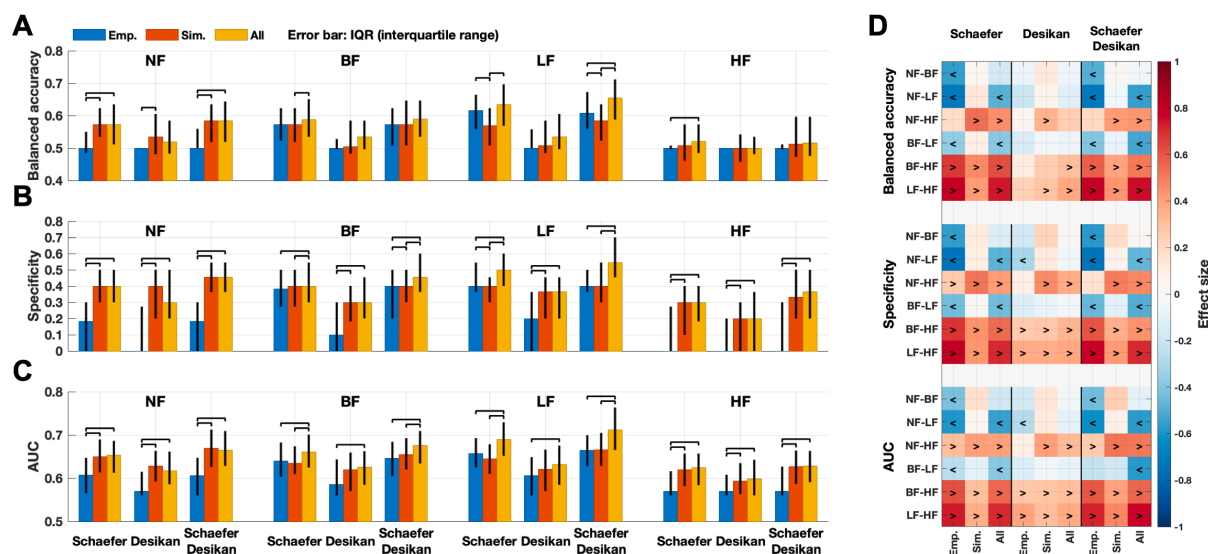 A
Emp. Sim. All Error bar: IQR (interquartile range)
Balanced accuracy
0.8
0.7
0.6
0.5
0.4
NF BF LF HF
B
Specificity
0.8
0.7
0.6
0.5
0.4
0.3
0.2
0.1
0
NF BF LF HF
C
AUC
0.8
0.7
0.6
0.5
NF BF LF HF
Schaefer Desikan Schaefer Desikan Schaefer Desikan Schaefer Desikan Schaefer Desikan Schaefer Desikan Schaefer Desikan Schaefer Desikan
D
Schaefer Desikan Schaefer
Desikan
Balanced accuracy
NF-BF < <
NF-LF < < < <
NF-HF > > > > >
BF-LF < < < <
BF-HF > > > > > > >
LF-HF > > > > > > > >
Specificity
NF-BF < <
NF-LF < < < < <
NF-HF > > > > > > >
BF-LF < < < <
BF-HF > > > > > > > > >
LF-HF > > > > > > > > >
AUC
NF-BF < <
NF-LF < < < < <
NF-HF > > > > > > > >
BF-LF < < <
BF-HF > > > > > > > > >
LF-HF > > > > > > > > >
Emp. Sim. All Emp. Sim. All Emp. Sim. All
1
0.8
0.6
0.4
0.2
0
-0.2
-0.4
-0.6
-0.8
-1
Effect size